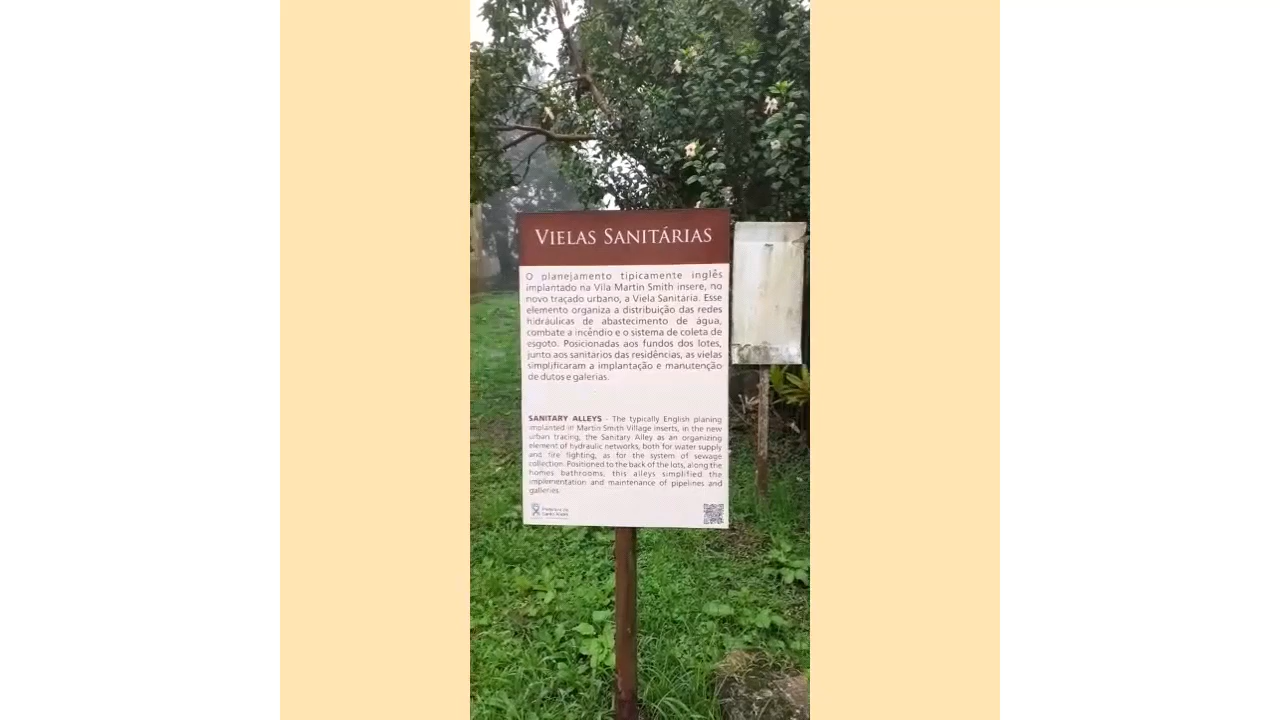 VIELAS SANITÁRIAS
O planejamento tipicamente inglês
implantado na Vila Martin Smith insere, no
novo traçado urbano, a Viela Sanitária. Esse
elemento organiza a distribuição das redes
hidráulicas de abastecimento de água,
combate a incêndio e o sistema de coleta de
esgoto. Posicionadas aos fundos dos lotes,
junto aos sanitários das residências, as vielas
simplificaram a implantação e manutenção
de dutos e galerias.
SANITARY ALLEYS - The typically English planing
implanted in Martin Smith Village inserts, in the new
urban tracing, the Sanitary Alley as an organizing
element of hydraulic networks, both for water supply
and fire fighting, as for the system of sewage
collection. Positioned to the back of the lots, along the
homes bathrooms, this alleys simplified the
implementation and maintenance of pipelines and
galleries.
Prefeitura de
Santo André